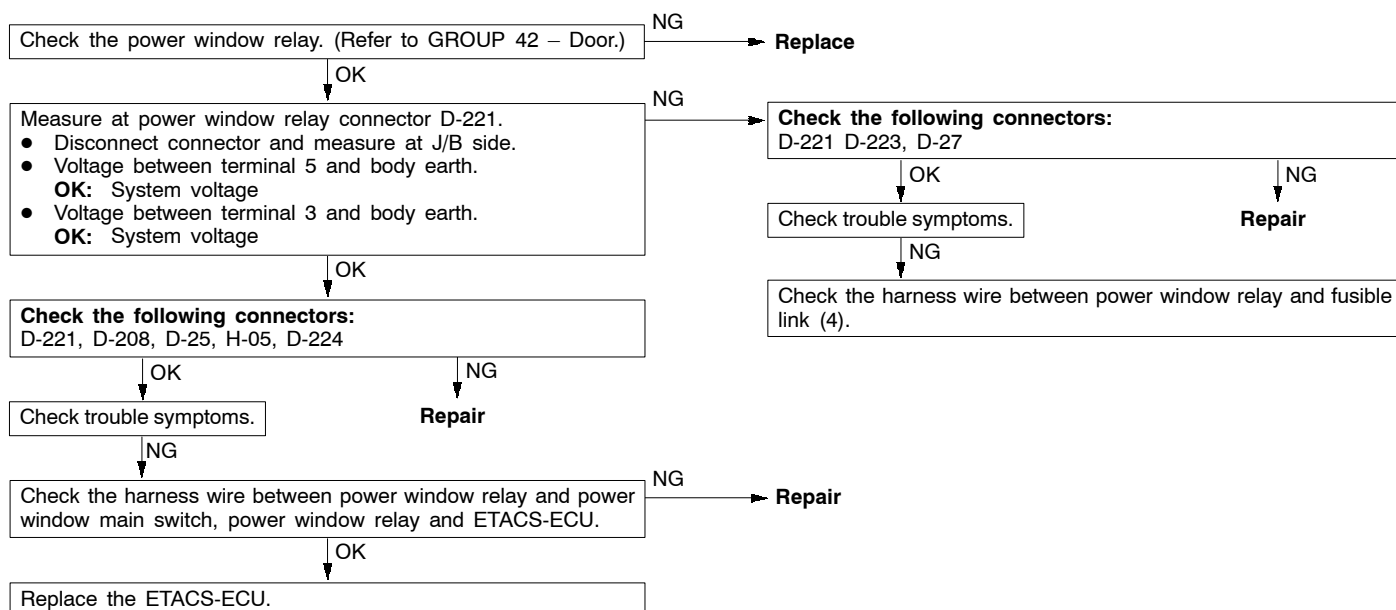 Check the power window relay. (Refer to GROUP 42 – Door.)
NG
Replace
OK
Measure at power window relay connector D-221.
● Disconnect connector and measure at J/B side.
● Voltage between terminal 5 and body earth.
OK: System voltage
● Voltage between terminal 3 and body earth.
OK: System voltage
NG
Check the following connectors:
D-221 D-223, D-27
OK
NG
Check trouble symptoms.
Repair
NG
Check the harness wire between power window relay and fusible
link (4).
OK
Check the following connectors:
D-221, D-208, D-25, H-05, D-224
OK
NG
Check trouble symptoms.
Repair
NG
Check the harness wire between power window relay and power
window main switch, power window relay and ETACS-ECU.
NG
Repair
OK
Replace the ETACS-ECU.